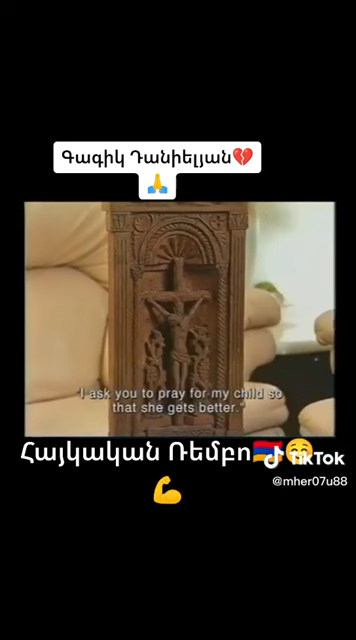 Գագիկ Դանիելյան💔
🙏
"I ask you to pray for my child so
that she gets better."
Հայկական Ռեմբո🇦🇲☺️
💪
TikTok
@mher07u88